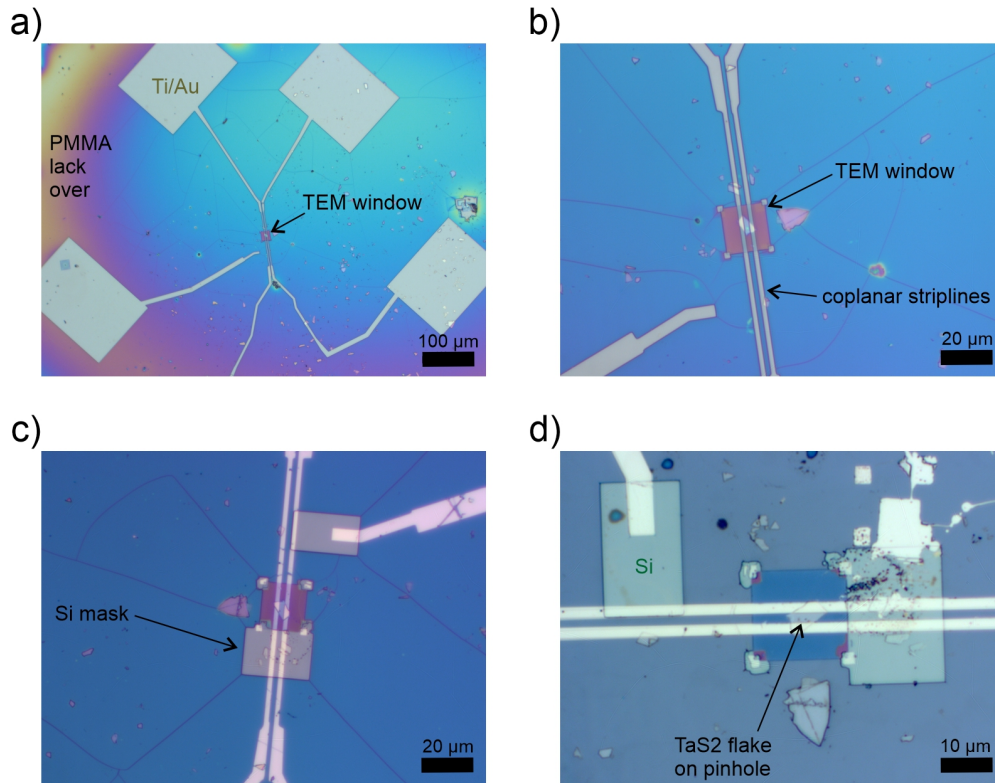 a)
Ti/Au
PMMA
lack
over
TEM window
100 µm
b)
TEM window
coplanar striplines
20 µm
c)
Si mask
20 µm
d)
Si
TaS2 flake
on pinhole
10 µm